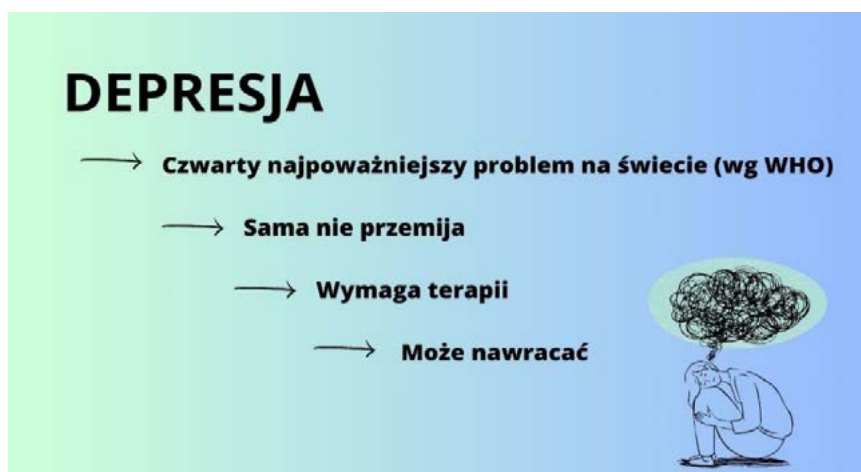 DEPRESJA
Czwarty najpoważniejszy problem na świecie (wg WHO)
Sama nie przemija
Wymaga terapii
Może nawracać